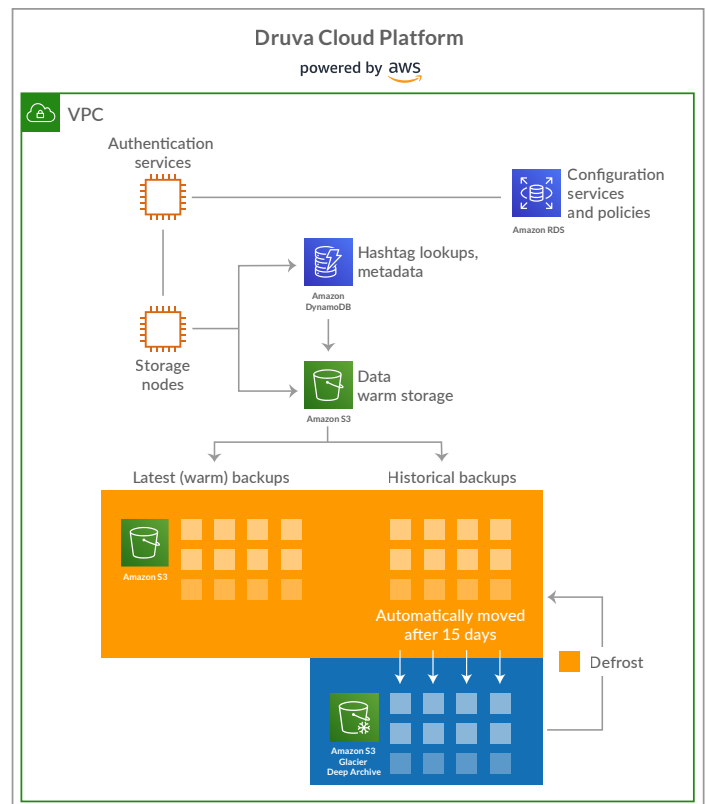 Druva Cloud Platform
powered by aws
VPC
Authentication
services
Configuration
services
and policies
Amazon RDS
Hashtag lookups,
metadata
Amazon
DynamoDB
Storage
nodes
Data
warm storage
Amazon S3
Latest (warm) backups
Historical backups
Amazon S3
Automatically moved
after 15 days
Defrost
Amazon S3
Glacier
Deep Archive